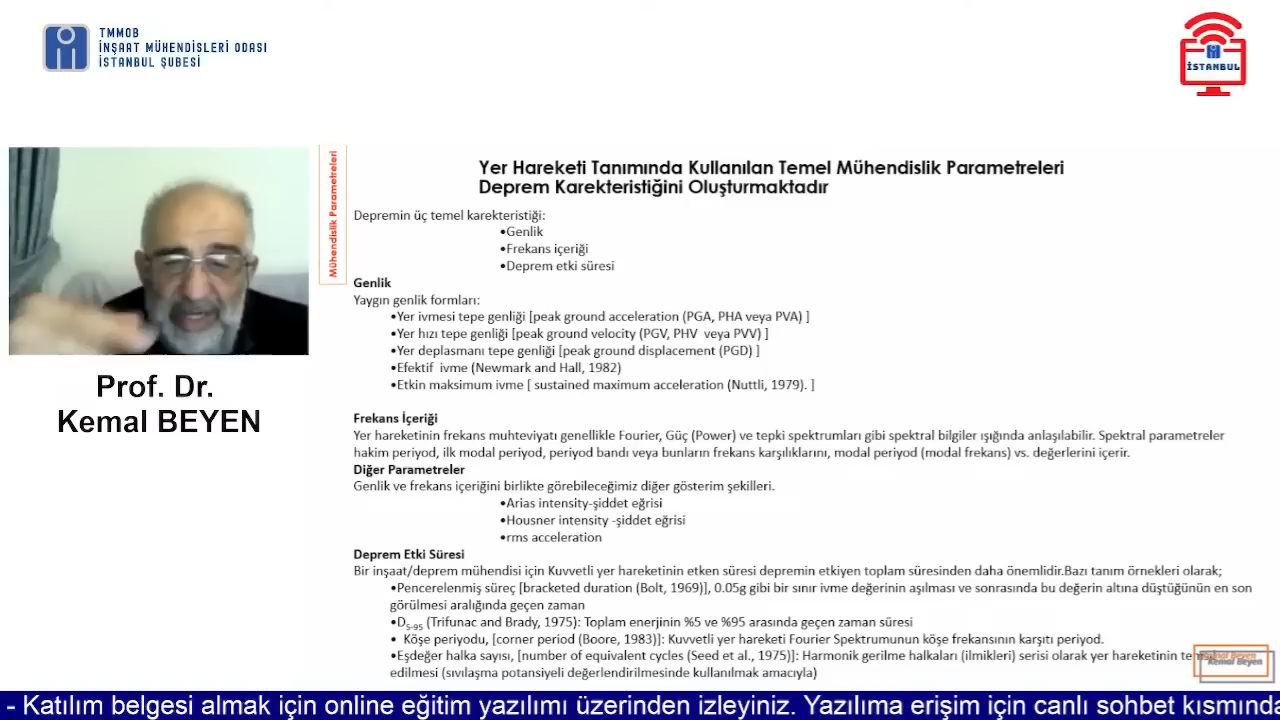 TMMOB
İNŞAAT MÜHENDİSLERİ ODASI
İSTANBUL ŞUBESİ
İSTANBUL
Prof. Dr.
Kemal BEYEN
Mühendislik Parametreleri
Yer Hareketi Tanımında Kullanılan Temel Mühendislik Parametreleri
Deprem Karekteristiğini Oluşturmaktadır
Depremin üç temel karekteristiği:
•Genlik
•Frekans içeriği
•Deprem etki süresi
Genlik
Yaygın genlik formları:
•Yer ivmesi tepe genliği [peak ground acceleration (PGA, PHA veya PVA) ]
•Yer hızı tepe genliği [peak ground velocity (PGV, PHV veya PVV) ]
•Yer deplasmanı tepe genliği [peak ground displacement (PGD) ]
•Efektif ivme (Newmark and Hall, 1982)
•Etkin maksimum ivme [ sustained maximum acceleration (Nuttli, 1979). ]
Frekans İçeriği
Yer hareketinin frekans muhteviyatı genellikle Fourier, Güç (Power) ve tepki spektrumları gibi spektral bilgiler ışığında anlaşılabilir. Spektral parametreler
hakim periyod, ilk modal periyod, periyod bandı veya bunların frekans karşılıklarını, modal periyod (modal frekans) vs. değerlerini içerir.
Diğer Parametreler
Genlik ve frekans içeriğini birlikte görebileceğimiz diğer gösterim şekilleri.
•Arias intensity-şiddet eğrisi
•Housner intensity -şiddet eğrisi
•rms acceleration
Deprem Etki Süresi
Bir inşaat/deprem mühendisi için Kuvvetli yer hareketinin etken süresi depremin etkiyen toplam süresinden daha önemlidir.Bazı tanım örnekleri olarak;
•Pencerelenmiş süreç [bracketed duration (Bolt, 1969)], 0.05g gibi bir sınır ivme değerinin aşılması ve sonrasında bu değerin altına düştüğünün en son
görülmesi aralığında geçen zaman
•D5-95 (Trifunac and Brady, 1975): Toplam enerjinin %5 ve %95 arasında geçen zaman süresi
• Köşe periyodu, [corner period (Boore, 1983)]: Kuvvetli yer hareketi Fourier Spektrumunun köşe frekansının karşıtı periyod.
•Eşdeğer halka sayısı, [number of equivalent cycles (Seed et al., 1975)]: Harmonik gerilme halkaları (ilmikleri) serisi olarak yer hareketinin
edilmesi (sıvılaşma potansiyeli değerlendirilmesinde kullanılmak amacıyla)
Kemal Beyen
- Katılım belgesi almak için online eğitim yazılımı üzerinden izleyiniz. Yazılıma erişim için canlı sohbet kısmında